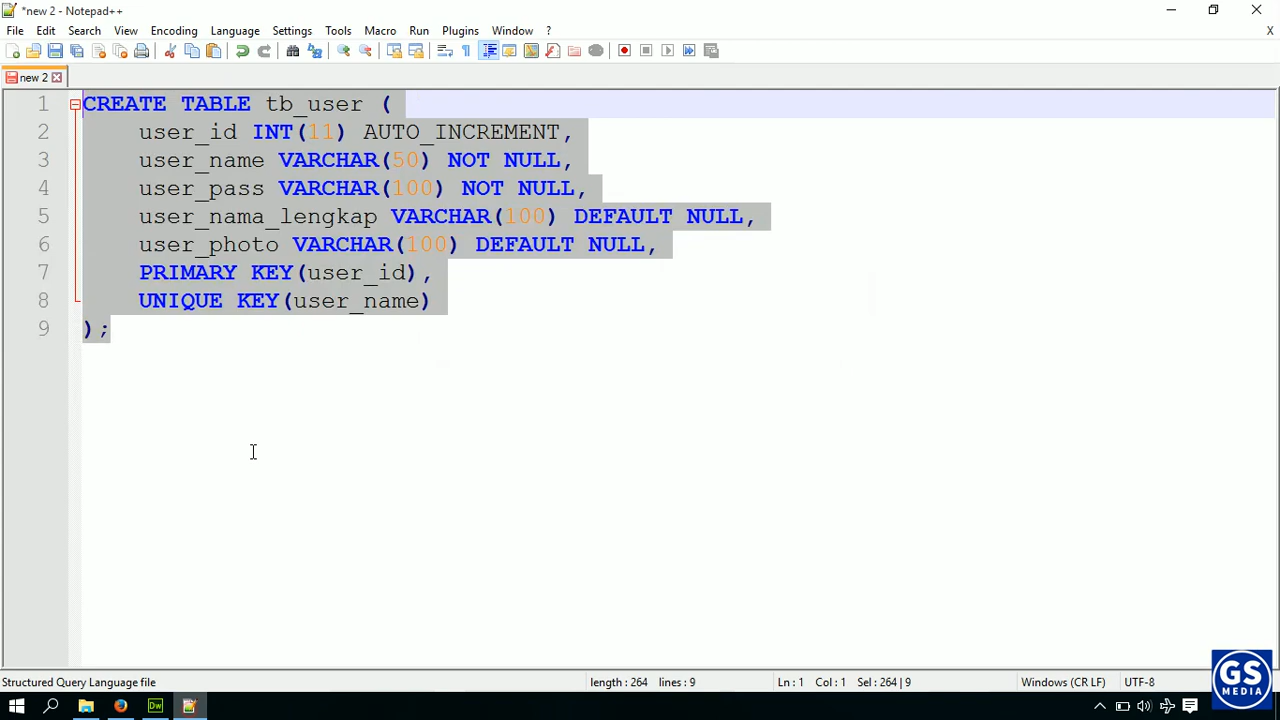 *new 2 - Notepad++
File Edit Search View Encoding Language Settings Tools Macro Run Plugins Window ? X
new 2
1 CREATE TABLE tb_user (
2 user_id INT(11) AUTO_INCREMENT,
3 user_name VARCHAR(50) NOT NULL,
4 user_pass VARCHAR(100) NOT NULL,
5 user_nama_lengkap VARCHAR(100) DEFAULT NULL,
6 user_photo VARCHAR(100) DEFAULT NULL,
7 PRIMARY KEY(user_id),
8 UNIQUE KEY(user_name)
9 );
GS
MEDIA
Structured Query Language file length : 264 lines : 9 Ln : 1 Col : 1 Sel : 264 | 9 Windows (CR LF) UTF-8
Dw